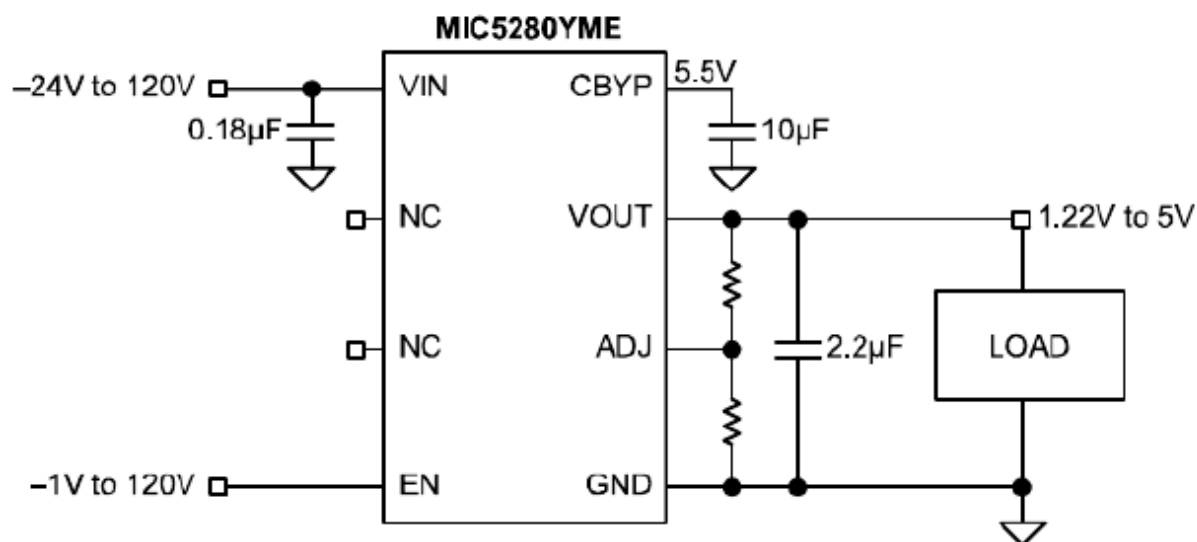 MIC5280YME
–24V to 120V
VIN
CBYP
5.5V
0.18µF
10µF
NC
VOUT
1.22V to 5V
NC
ADJ
2.2µF
LOAD
–1V to 120V
EN
GND